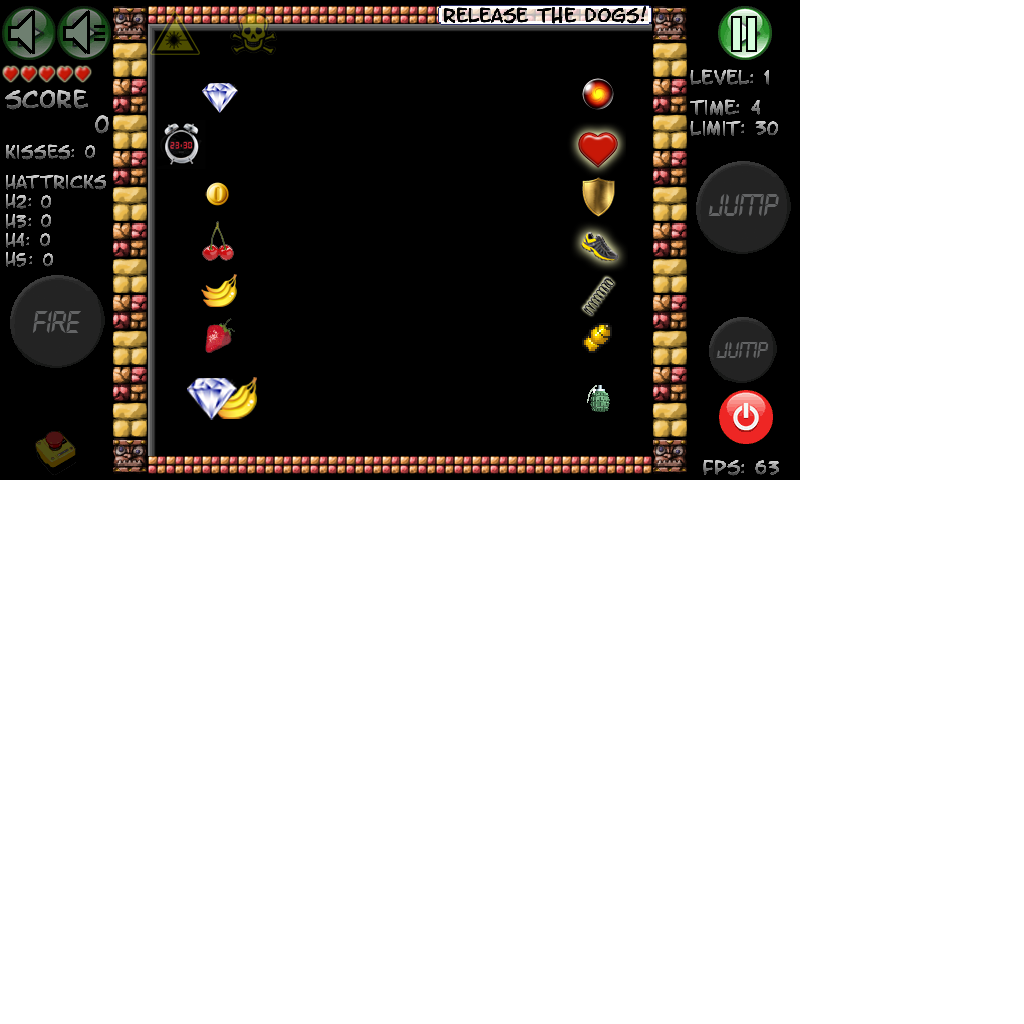 RELEASE THE DOGS!
SCORE
0
KISSES: 0
HATTRICKS
H2: 0
H3: 0
H4: 0
H5: 0
FIRE
23:30
LEVEL: 1
TIME: 4
LIMIT: 30
JUMP
JUMP
FPS: 63